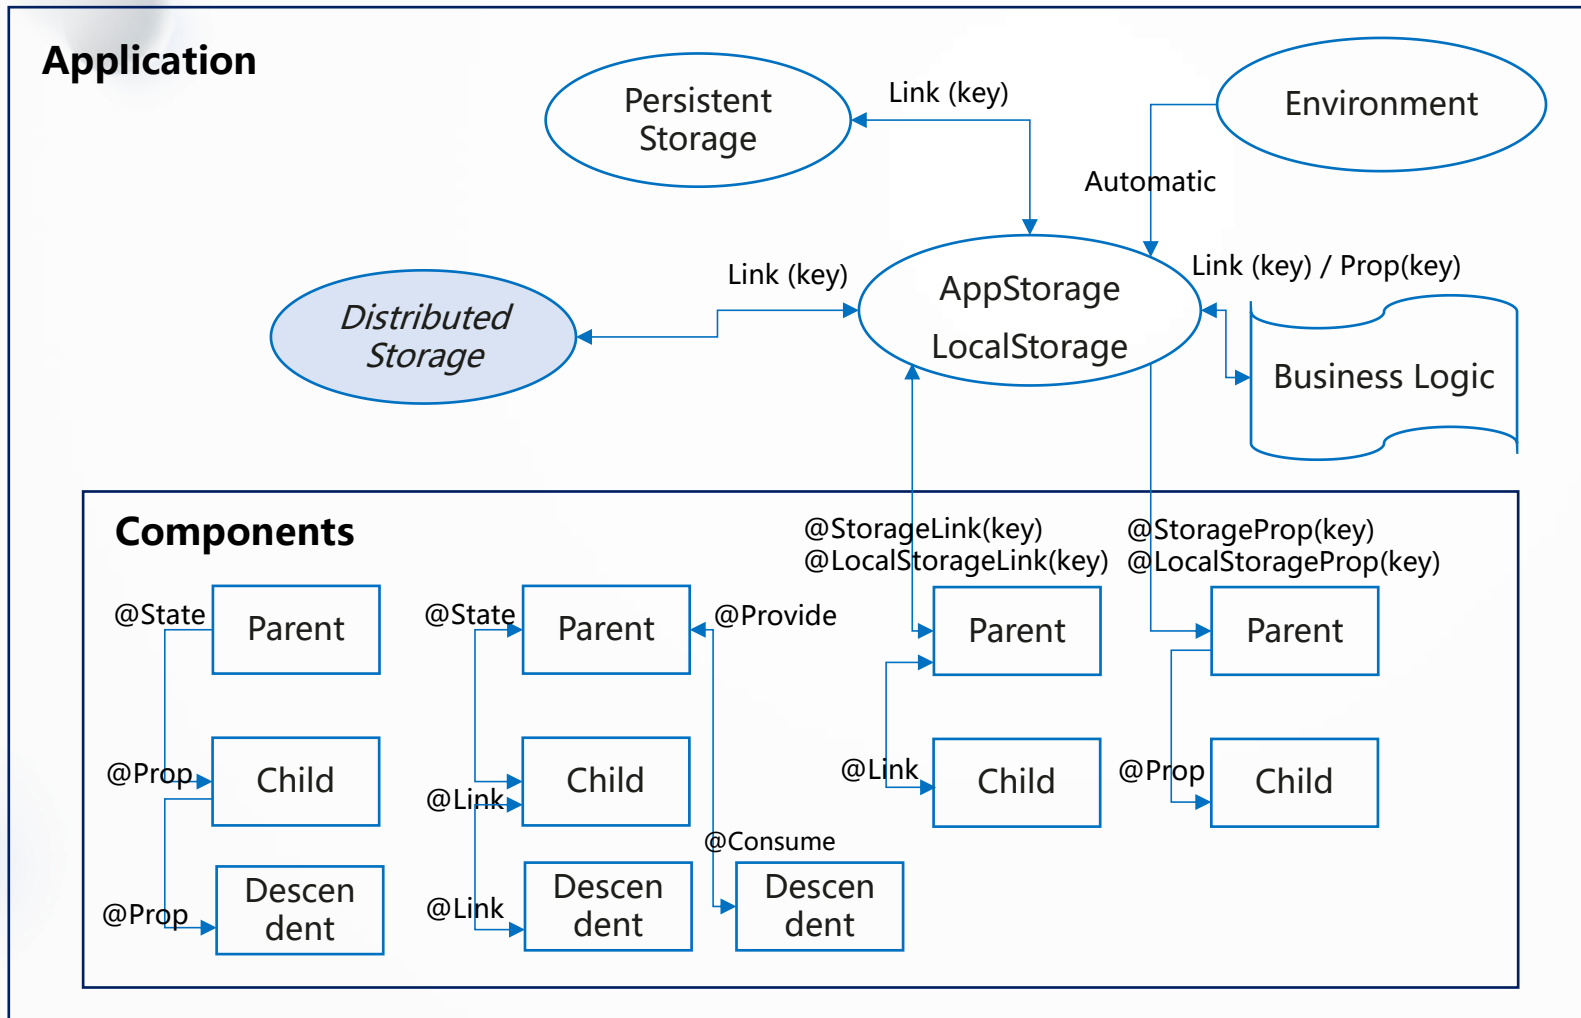 Application
Persistent
Storage
Link (key)
Environment
Automatic
Link (key)
Link (key) / Prop(key)
AppStorage
LocalStorage
Distributed
Storage
Business Logic
Components
@StorageLink(key)
@LocalStorageLink(key)
@StorageProp(key)
@LocalStorageProp(key)
@State
Parent
@State
Parent
@Provide
Parent
Parent
@Prop
Child
@Link
Child
@Link
Child
@Prop
Child
@Consume
@Prop
Descen
dent
@Link
Descen
dent
Descen
dent